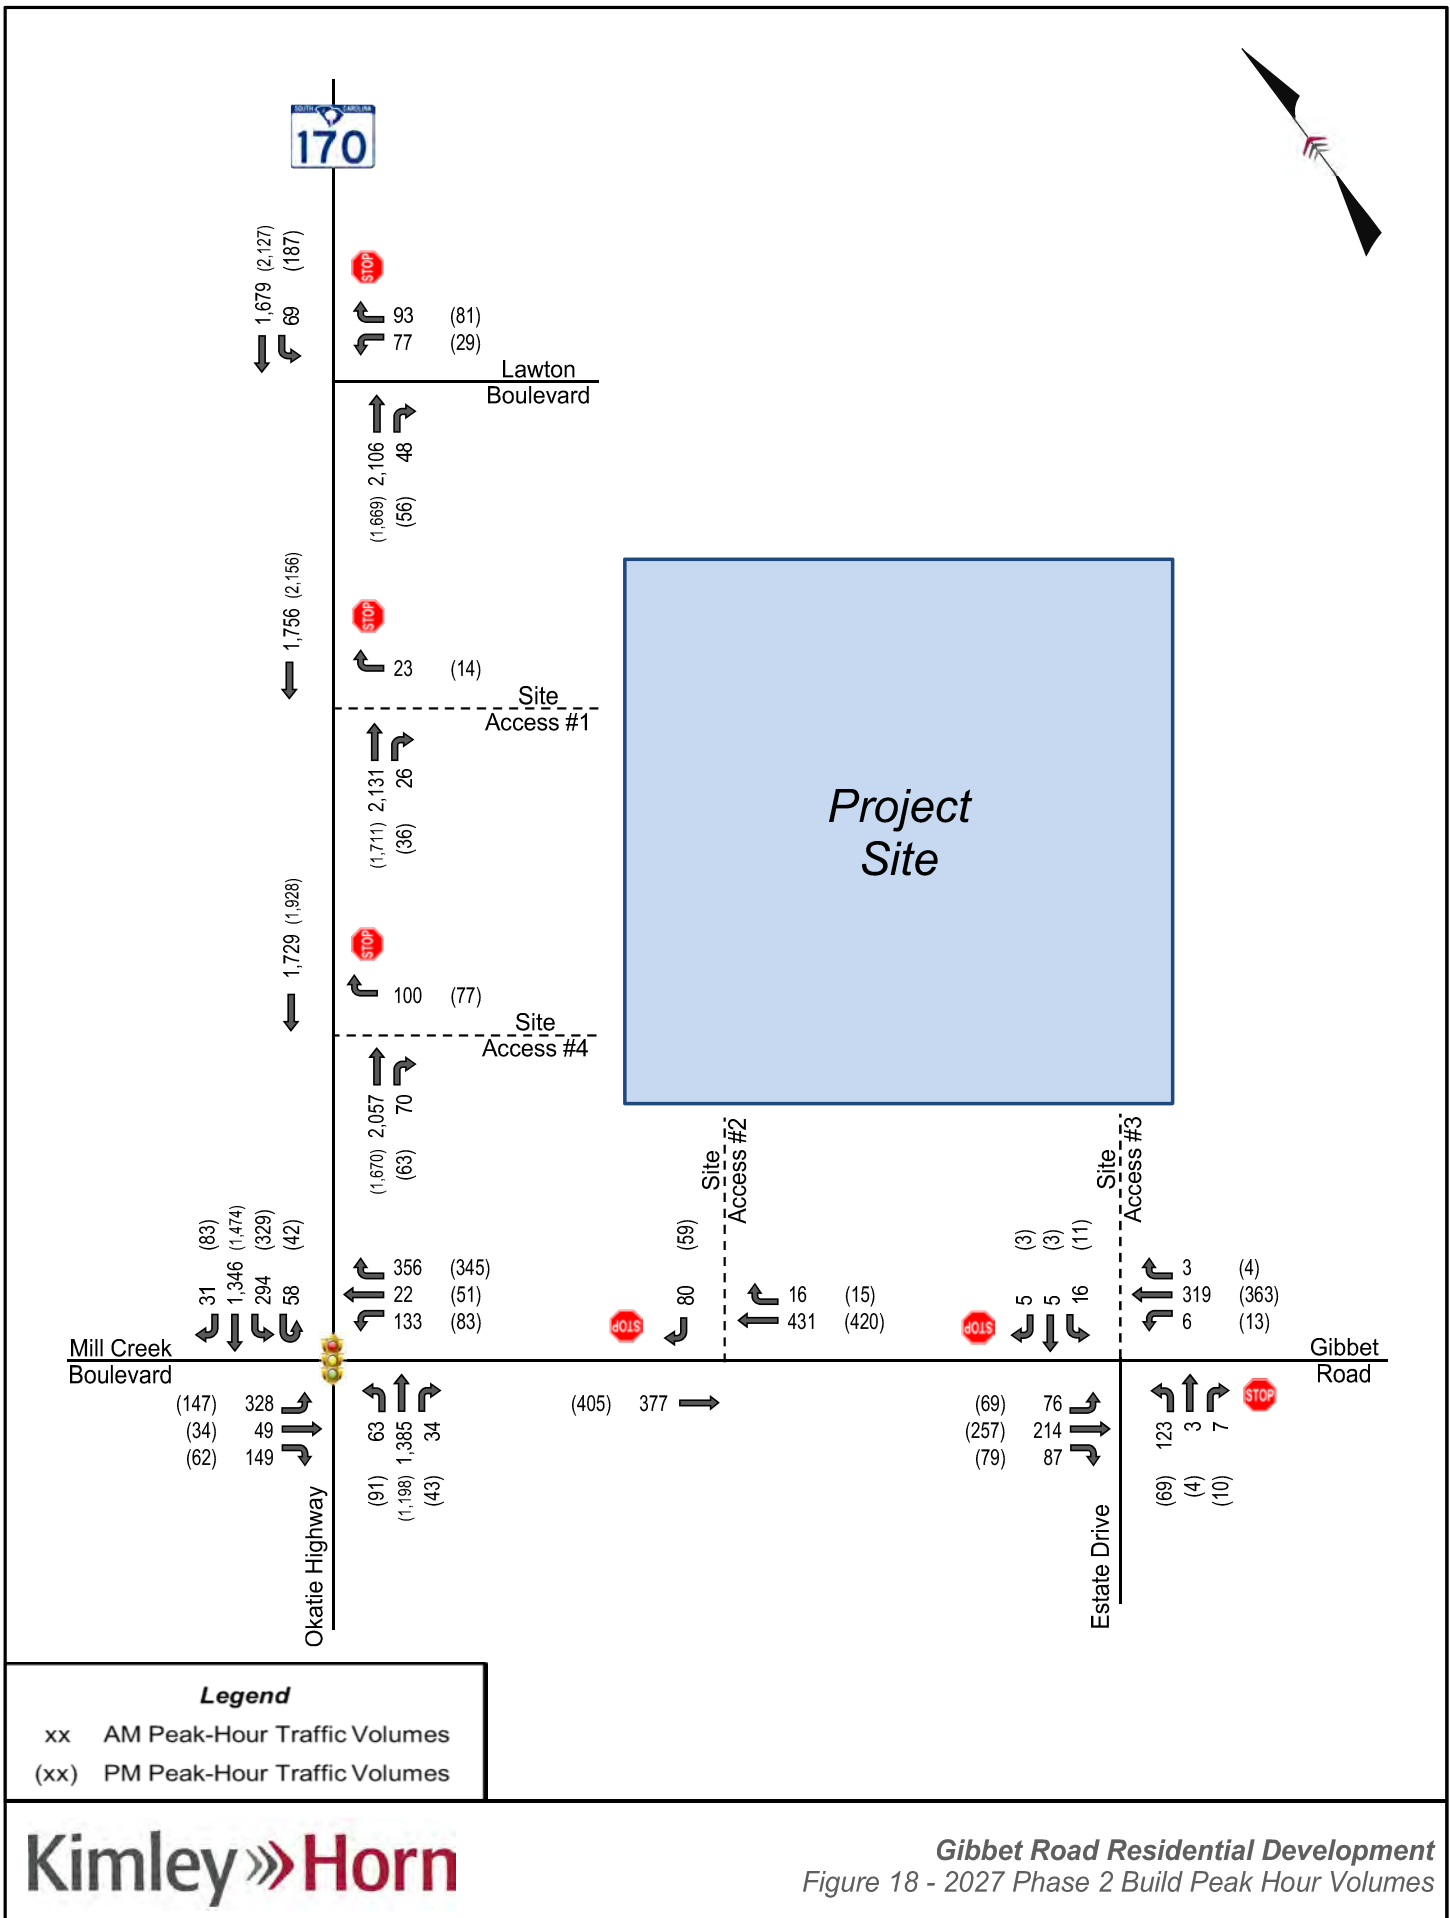 SOUTH CAROLINA
170
1,679 (2,127)
69 (187)
STOP
93 (81)
77 (29)
Lawton
Boulevard
(1,669) 2,106
(56) 48
1,756 (2,156)
STOP
23 (14)
Site
Access #1
(1,711) 2,131
(36) 26
Project
Site
1,729 (1,928)
STOP
100 (77)
Site
Access #4
(1,670) 2,057
(63) 70
Site
Access #2
Site
Access #3
31 (83)
1,346 (1,474)
294 (329)
58 (42)
356 (345)
22 (51)
133 (83)
80 (59)
STOP
16 (15)
431 (420)
STOP
5 (3)
5 (3)
16 (11)
3 (4)
319 (363)
6 (13)
Mill Creek
Boulevard
Gibbet
Road
(147) 328
(34) 49
(62) 149
(91) 63
(1,198) 1,385
(43) 34
(405) 377
(69) 76
(257) 214
(79) 87
(69) 123
(4) 3
(10) 7
STOP
Okatie Highway
Estate Drive
Legend
xx AM Peak-Hour Traffic Volumes
(xx) PM Peak-Hour Traffic Volumes
Kimley»Horn
Gibbet Road Residential Development
Figure 18 - 2027 Phase 2 Build Peak Hour Volumes